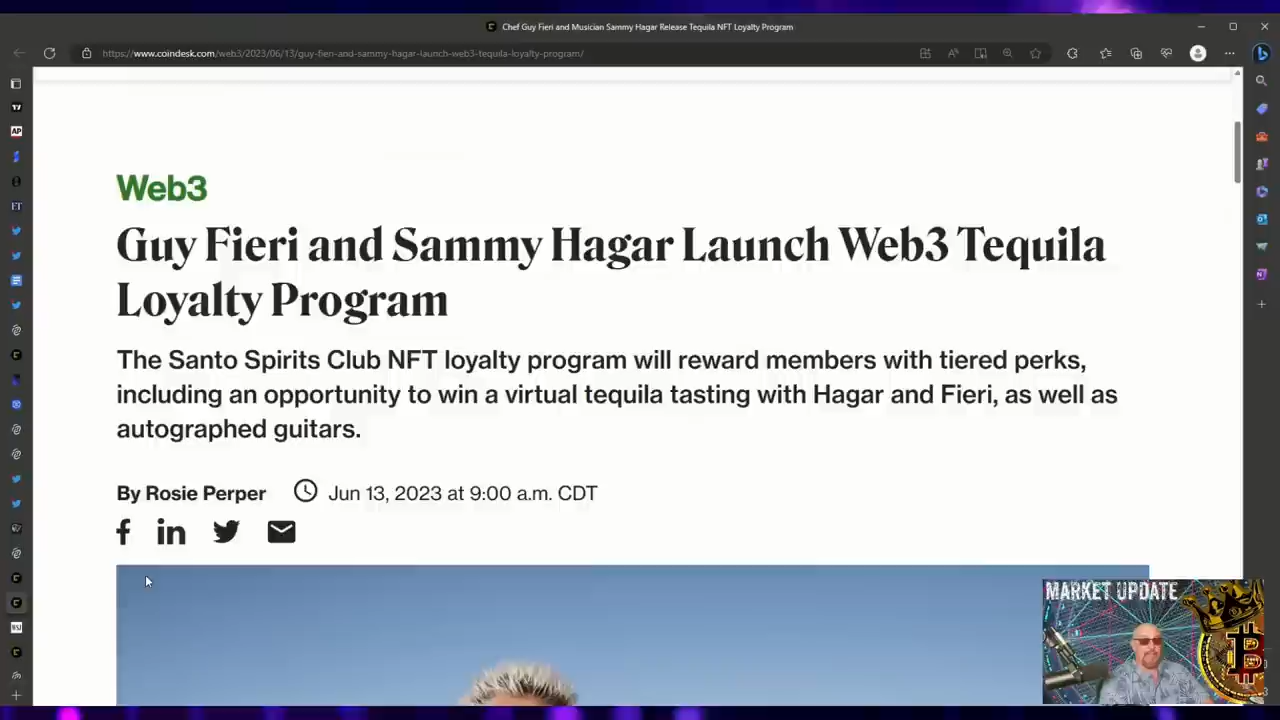 Chef Guy Fieri and Musician Sammy Hagar Release Tequila NFT Loyalty Program
https://www.coindesk.com/web3/2023/06/13/guy-fieri-and-sammy-hagar-launch-web3-tequila-loyalty-program/
Web3
Guy Fieri and Sammy Hagar Launch Web3 Tequila
Loyalty Program
The Santo Spirits Club NFT loyalty program will reward members with tiered perks,
including an opportunity to win a virtual tequila tasting with Hagar and Fieri, as well as
autographed guitars.
By Rosie Perper Jun 13, 2023 at 9:00 a.m. CDT
MARKET UPDATE